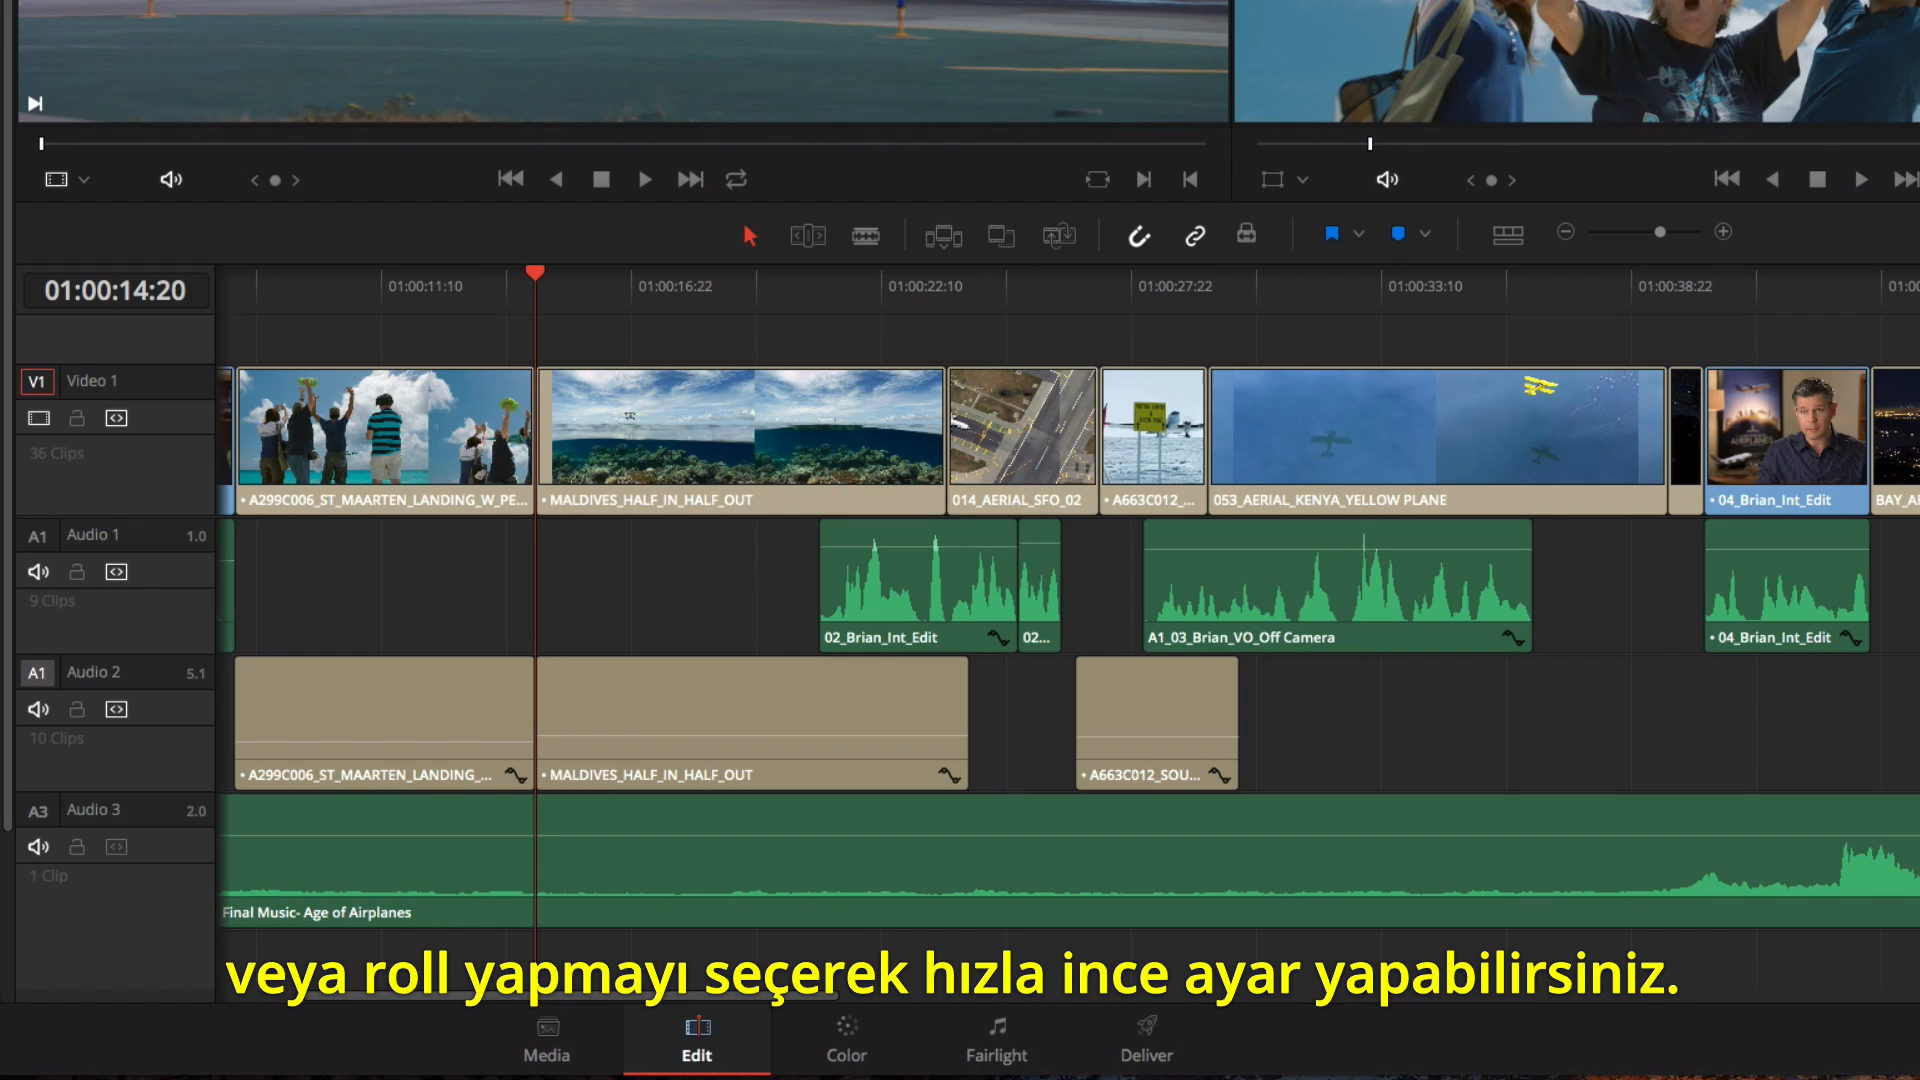 01:00:14:20
01:00:11:10
01:00:16:22
01:00:22:10
01:00:27:22
01:00:33:10
01:00:38:22
V1 Video 1
36 Clips
• A299C006_ST_MAARTEN_LANDING_W_PE...
• MALDIVES_HALF_IN_HALF_OUT
014_AERIAL_SFO_02
• A663C012_...
053_AERIAL_KENYA_YELLOW PLANE
• 04_Brian_Int_Edit
A1 Audio 1 1.0
9 Clips
02_Brian_Int_Edit
02...
A1_03_Brian_VO_Off Camera
• 04_Brian_Int_Edit
A1 Audio 2 5.1
10 Clips
• A299C006_ST_MAARTEN_LANDING_...
• MALDIVES_HALF_IN_HALF_OUT
• A663C012_SOU...
A3 Audio 3 2.0
1 Clip
Final Music- Age of Airplanes
veya roll yapmayı seçerek hızla ince ayar yapabilirsiniz.
Media
Edit
Color
Fairlight
Deliver